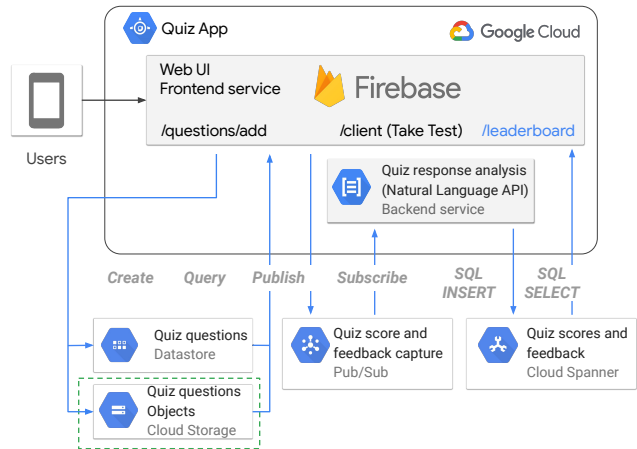 Quiz App
Google Cloud
Web UI
Frontend service
Firebase
/questions/add
/client (Take Test)
/leaderboard
Users
Quiz response analysis
(Natural Language API)
Backend service
Create
Query
Publish
Subscribe
SQL
INSERT
SQL
SELECT
Quiz questions
Datastore
Quiz score and
feedback capture
Pub/Sub
Quiz scores and
feedback
Cloud Spanner
Quiz questions
Objects
Cloud Storage